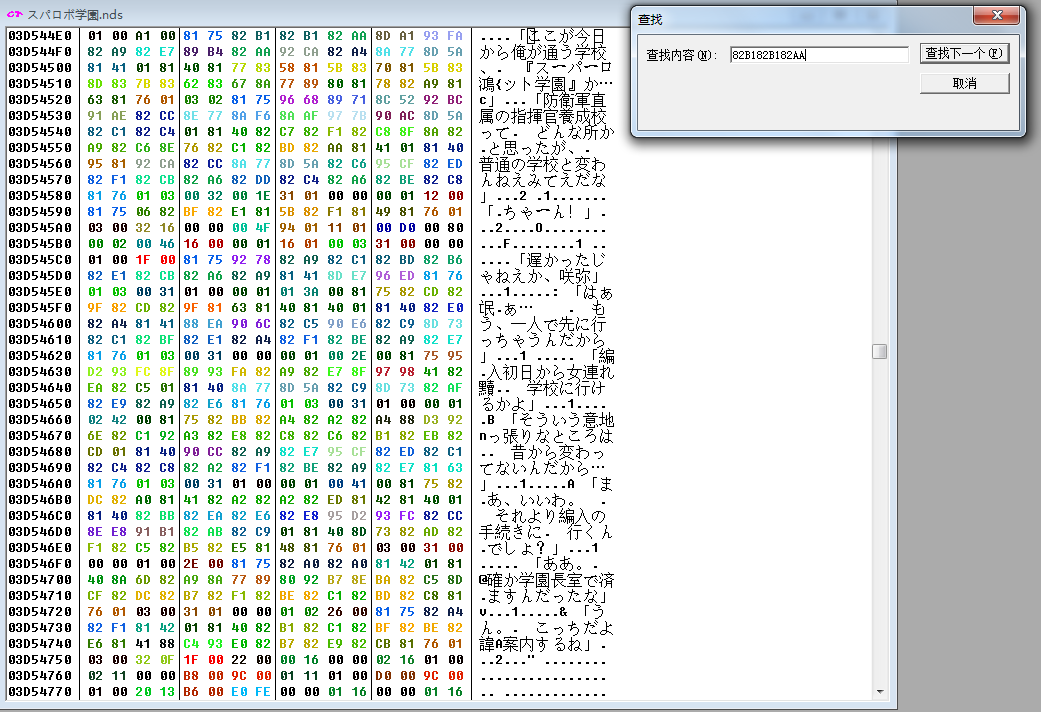 スパロボ学園.nds
03D544E0 01 00 A1 00 81 75 82 B1 82 B1 82 AA 8D A1 93 FA ....「ここが今日
03D544F0 82 A9 82 E7 89 B4 82 AA 92 CA 82 A4 8A 77 8D 5A から俺が通う学校
03D54500 81 41 01 81 40 81 77 83 58 81 5B 83 70 81 5B 83 、.　『スーパーロ
03D54510 8D 83 7B 83 62 83 67 8A 77 89 80 81 78 82 A9 81
03D54520 63 81 76 01 03 02 81 75 96 68 89 71 8C 52 92 BC c」...「防衛軍直
03D54530 91 AE 82 CC 8E 77 8A F6 8A AF 97 7B 90 AC 8D 5A 属の指揮官養成校
03D54540 82 C1 82 C4 01 81 40 82 C7 82 F1 82 C8 8F 8A 82 って.　どんな所か
03D54550 A9 82 C6 8E 76 82 C1 82 BD 82 AA 81 41 01 81 40 .と思ったが、.
03D54560 95 81 92 CA 82 CC 8A 77 8D 5A 82 C6 95 CF 82 ED 普通の学校と変わ
03D54570 82 F1 82 CB 82 A6 82 DD 82 C4 82 A6 82 BE 82 C8 んねえみてえだな
03D54580 81 76 01 03 00 32 00 1E 31 01 00 00 00 01 12 00 」...2 .1.......
03D54590 81 75 06 82 BF 82 E1 81 5B 82 F1 81 49 81 76 01 「.ちゃーん！」.
03D545A0 03 00 32 16 00 00 00 4F 94 01 11 01 00 D0 00 80 ..2....O........
03D545B0 00 02 00 46 16 00 00 01 16 01 00 03 31 00 00 00 ...F........1 ..
03D545C0 01 00 1F 00 81 75 92 78 82 A9 82 C1 82 BD 82 B6 ....「遅かったじ
03D545D0 82 E1 82 CB 82 A6 82 A9 81 41 8D E7 96 ED 81 76 ゃねえか、咲弥」
03D545E0 01 03 00 31 01 00 00 01 01 3A 00 81 75 82 CD 82 ...1.....: 「はぁ
03D545F0 9F 82 CD 82 9F 81 63 81 40 81 40 01 81 40 82 E0
03D54600 82 A4 81 41 88 EA 90 6C 82 C5 90 E6 82 C9 8D 73 う、一人で先に行
03D54610 82 C1 82 BF 82 E1 82 A4 82 F1 82 BE 82 A9 82 E7 っちゃうんだから
03D54620 81 76 01 03 00 31 00 00 00 01 00 2E 00 81 75 95 」...1 ..... 「編
03D54630 D2 93 FC 8F 89 93 FA 82 A9 82 E7 8F 97 98 41 82 .入初日から女連れ
03D54640 EA 82 C5 01 81 40 8A 77 8D 5A 82 C9 8D 73 82 AF
03D54650 82 E9 82 A9 82 E6 81 76 01 03 00 31 01 00 00 01 るかよ」...1....
03D54660 02 42 00 81 75 82 BB 82 A4 82 A2 82 A4 88 D3 92 .B 「そういう意地
03D54670 6E 82 C1 92 A3 82 E8 82 C8 82 C6 82 B1 82 EB 82 nっ張りなところは
03D54680 CD 01 81 40 90 CC 82 A9 82 E7 95 CF 82 ED 82 C1 ..　昔から変わっ
03D54690 82 C4 82 C8 82 A2 82 F1 82 BE 82 A9 82 E7 81 63 てないんだから…
03D546A0 81 76 01 03 00 31 01 00 00 01 00 41 00 81 75 82 」...1.....A 「ま
03D546B0 DC 82 A0 81 41 82 A2 82 A2 82 ED 81 42 81 40 01 .あ、いいわ。　.
03D546C0 81 40 82 BB 82 EA 82 E6 82 E8 95 D2 93 FC 82 CC 　それより編入の
03D546D0 8E E8 91 B1 82 AB 82 C9 01 81 40 8D 73 82 AD 82 手続きに.　行くん
03D546E0 F1 82 C5 82 B5 82 E5 81 48 81 76 01 03 00 31 00 .でしょ？」...1
03D546F0 00 00 01 00 2E 00 81 75 82 A0 82 A0 81 42 01 81 ..... 「ああ。.
03D54700 40 8A 6D 82 A9 8A 77 89 80 92 B7 8E BA 82 C5 8D @確か学園長室で済
03D54710 CF 82 DC 82 B7 82 F1 82 BE 82 C1 82 BD 82 C8 81 .ますんだったな」
03D54720 76 01 03 00 31 01 00 00 01 02 26 00 81 75 82 A4 v...1.....& 「う
03D54730 82 F1 81 42 01 81 40 82 B1 82 C1 82 BF 82 BE 82 ん。.　こっちだよ
03D54740 E6 81 41 88 C4 93 E0 82 B7 82 E9 82 CB 81 76 01
03D54750 03 00 32 0F 1F 00 22 00 00 16 00 00 02 16 01 00 ..2..." ........
03D54760 02 11 00 00 B8 00 9C 00 01 11 01 00 D0 00 9C 00 ................
03D54770 01 00 20 13 B6 00 E0 FE 00 00 01 16 00 00 01 16 .. .............
查找
查找内容(N)：
82B182B182AA
查找下一个(F)
取消